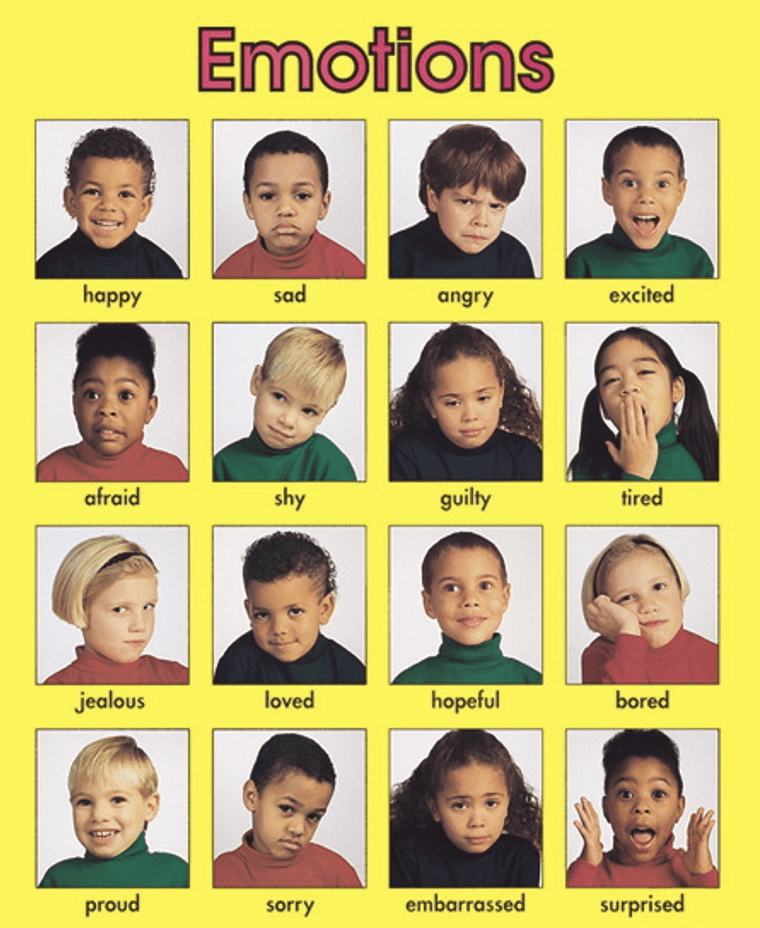 Emotions
happy sad angry excited
afraid shy guilty tired
jealous loved hopeful bored
proud sorry embarrassed surprised